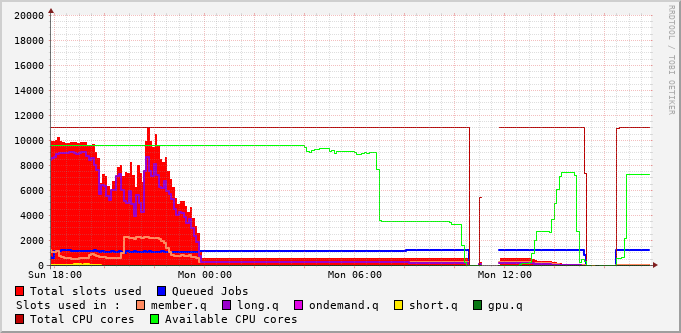 20000
18000
16000
14000
12000
10000
8000
6000
4000
2000
0
Sun 18:00 Mon 00:00 Mon 06:00 Mon 12:00
Total slots used Queued Jobs
Slots used in : member.q long.q ondemand.q short.q gpu.q
Total CPU cores Available CPU cores
RRDTOOL / TOBI OETIKER